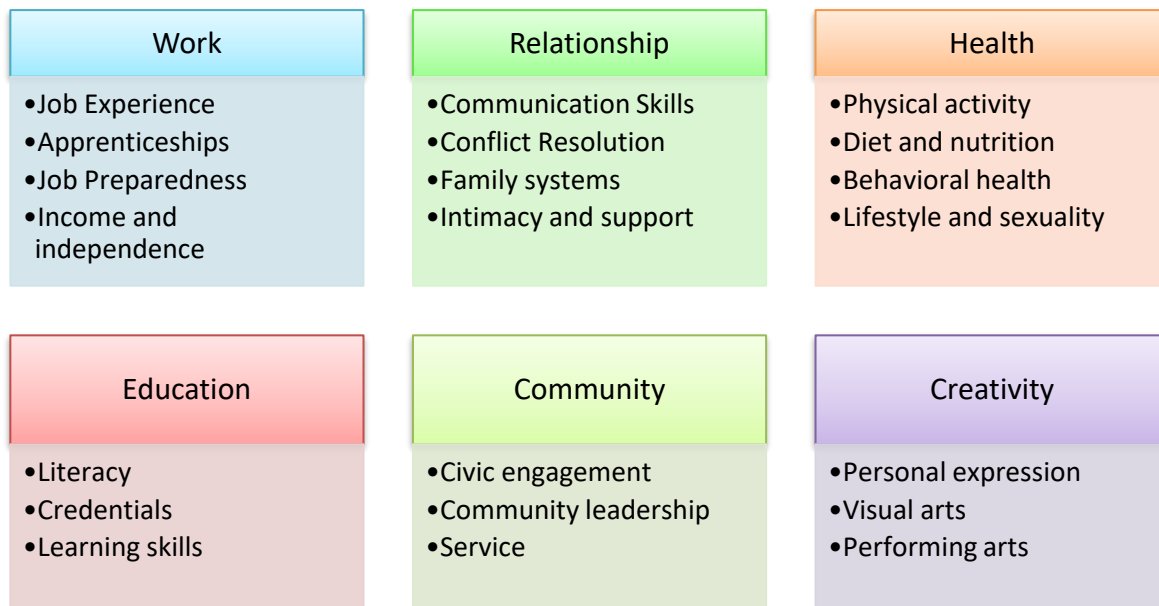 Work
•Job Experience
•Apprenticeships
•Job Preparedness
•Income and
independence
Relationship
•Communication Skills
•Conflict Resolution
•Family systems
•Intimacy and support
Health
•Physical activity
•Diet and nutrition
•Behavioral health
•Lifestyle and sexuality
Education
•Literacy
•Credentials
•Learning skills
Community
•Civic engagement
•Community leadership
•Service
Creativity
•Personal expression
•Visual arts
•Performing arts